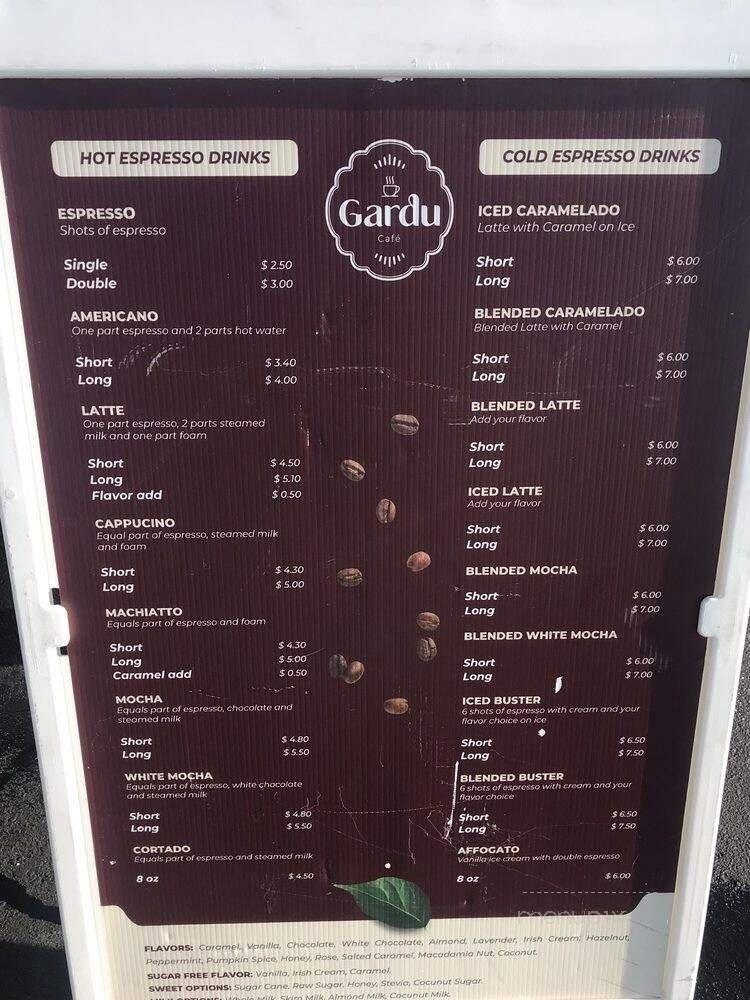 HOT ESPRESSO DRINKS
ESPRESSO
Shots of espresso
Single $ 2.50
Double $ 3.00
AMERICANO
One part espresso and 2 parts hot water
Short $ 3.40
Long $ 4.00
LATTE
One part espresso, 2 parts steamed
milk and one part foam
Short $ 4.50
Long $ 5.10
Flavor add $ 0.50
CAPPUCINO
Equal part of espresso, steamed milk
and foam
Short $ 4.30
Long $ 5.00
MACHIATTO
Equals part of espresso and foam
Short $ 4.30
Long $ 5.00
Caramel add $ 0.50
MOCHA
Equals part of espresso, chocolate and
steamed milk
Short $ 4.80
Long $ 5.50
WHITE MOCHA
Equals part of espresso, white chocolate
and steamed milk
Short $ 4.80
Long $ 5.50
CORTADO
Equals part of espresso and steamed milk
8 oz $ 4.50
Gardu
Café
COLD ESPRESSO DRINKS
ICED CARAMELADO
Latte with Caramel on Ice
Short $ 6.00
Long $ 7.00
BLENDED CARAMELADO
Blended Latte with Caramel
Short $ 6.00
Long $ 7.00
BLENDED LATTE
Add your flavor
Short $ 6.00
Long $ 7.00
ICED LATTE
Add your flavor
Short $ 6.00
Long $ 7.00
BLENDED MOCHA
Short $ 6.00
Long $ 7.00
BLENDED WHITE MOCHA
Short $ 6.00
Long $ 7.00
ICED BUSTER
6 shots of espresso with cream and your
flavor choice on ice
Short $ 6.50
Long $ 7.50
BLENDED BUSTER
6 shots of espresso with cream and your
flavor choice
Short $ 6.50
Long $ 7.50
AFFOGATO
Vanilla ice cream with double espresso
8 oz $ 6.00
FLAVORS: Caramel, Vanilla, Chocolate, White Chocolate, Almond, Lavender, Irish Cream, Hazelnut,
Peppermint, Pumpkin Spice, Honey, Rose, Salted Caramel, Macadamia Nut, Coconut.
SUGAR FREE FLAVOR: Vanilla, Irish Cream, Caramel.
SWEET OPTIONS: Sugar Cane, Raw Sugar, Honey, Stevia, Cocunut Sugar.
MILK OPTIONS: Whole Milk, Skim Milk, Almond Milk, Cocunut Milk.